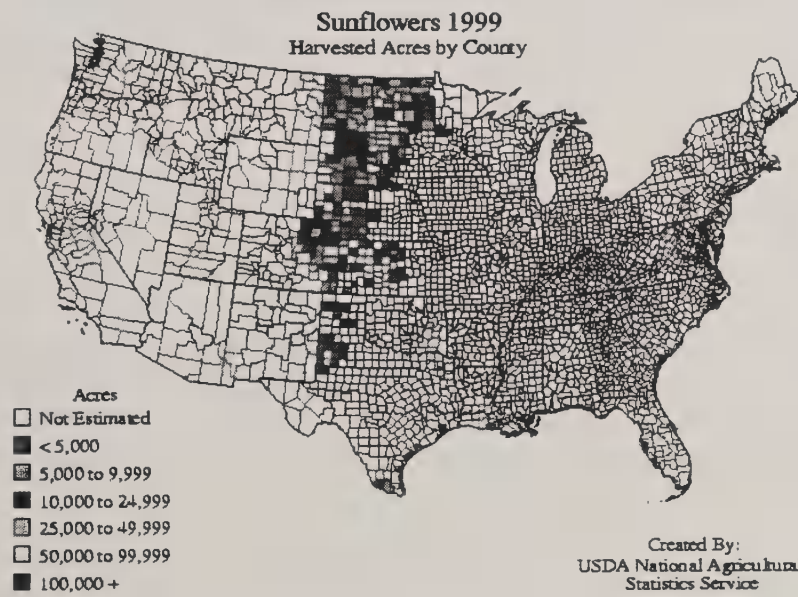 Sunflowers 1999
Harvested Acres by County
Acres
Not Estimated
< 5,000
5,000 to 9,999
10,000 to 24,999
25,000 to 49,999
50,000 to 99,999
100,000 +
Created By:
USDA National Agricultura
Statistics Service